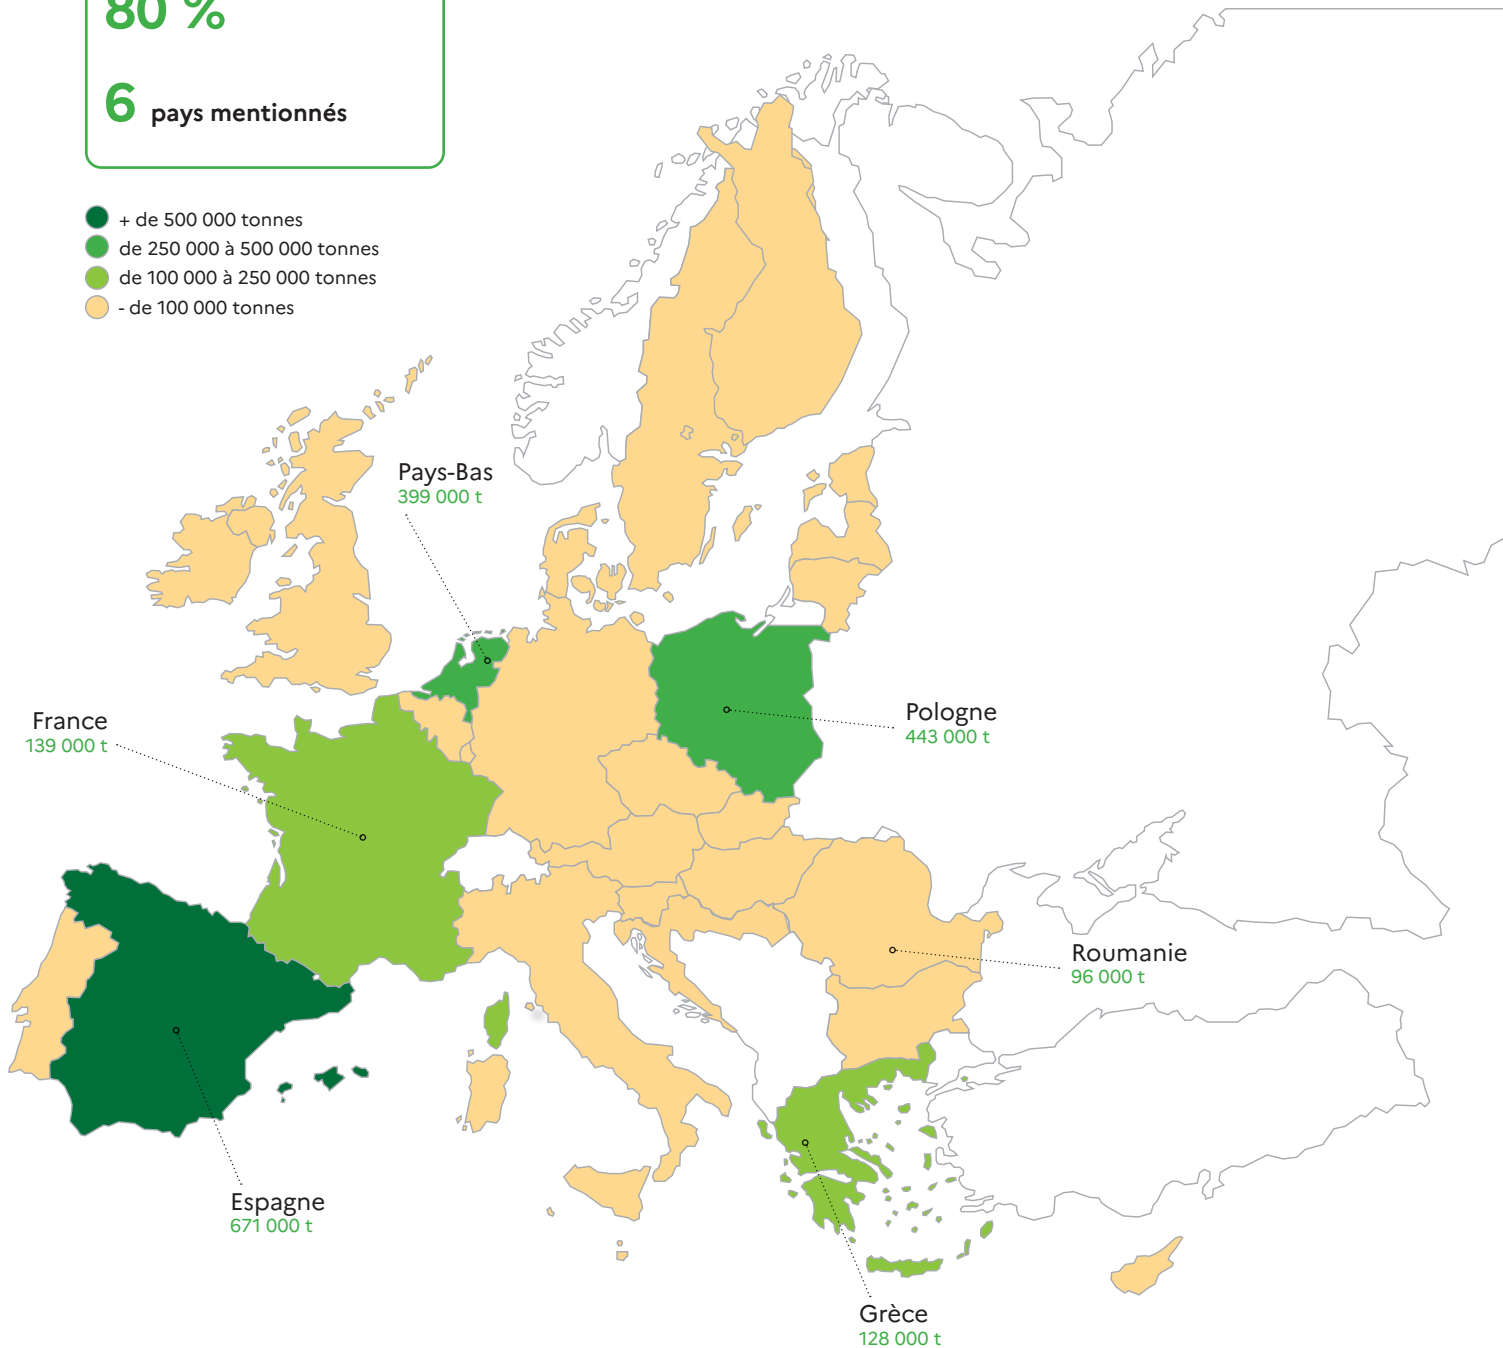 80 %
6 pays mentionnés
+ de 500 000 tonnes
de 250 000 à 500 000 tonnes
de 100 000 à 250 000 tonnes
- de 100 000 tonnes
Pays-Bas
399 000 t
France
139 000 t
Pologne
443 000 t
Roumanie
96 000 t
Espagne
671 000 t
Grèce
128 000 t